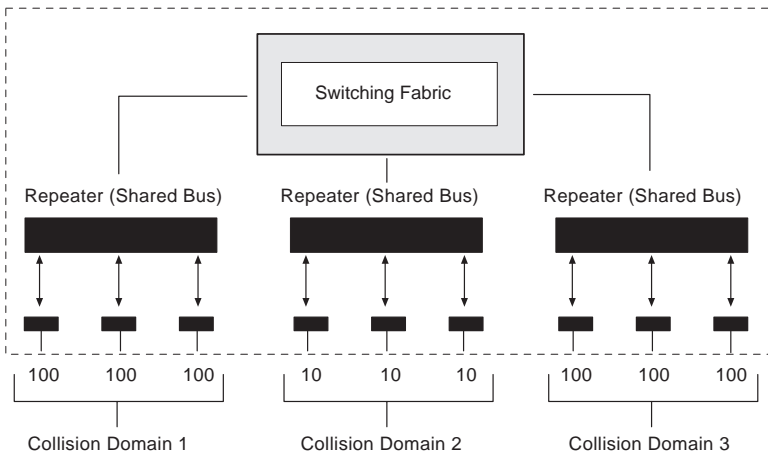 Switching Fabric
Repeater (Shared Bus) Repeater (Shared Bus) Repeater (Shared Bus)
100 100 100 10 10 10 100 100 100
Collision Domain 1 Collision Domain 2 Collision Domain 3